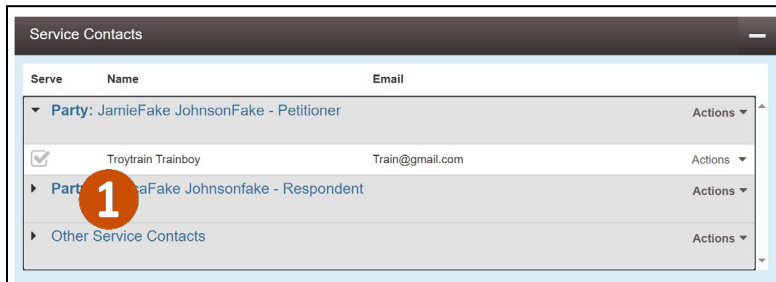 Service Contacts
Serve Name Email
Party: JamieFake JohnsonFake - Petitioner Actions
Troytrain Trainboy Train@gmail.com Actions
Johnsonfake - Respondent Actions
1
Other Service Contacts Actions